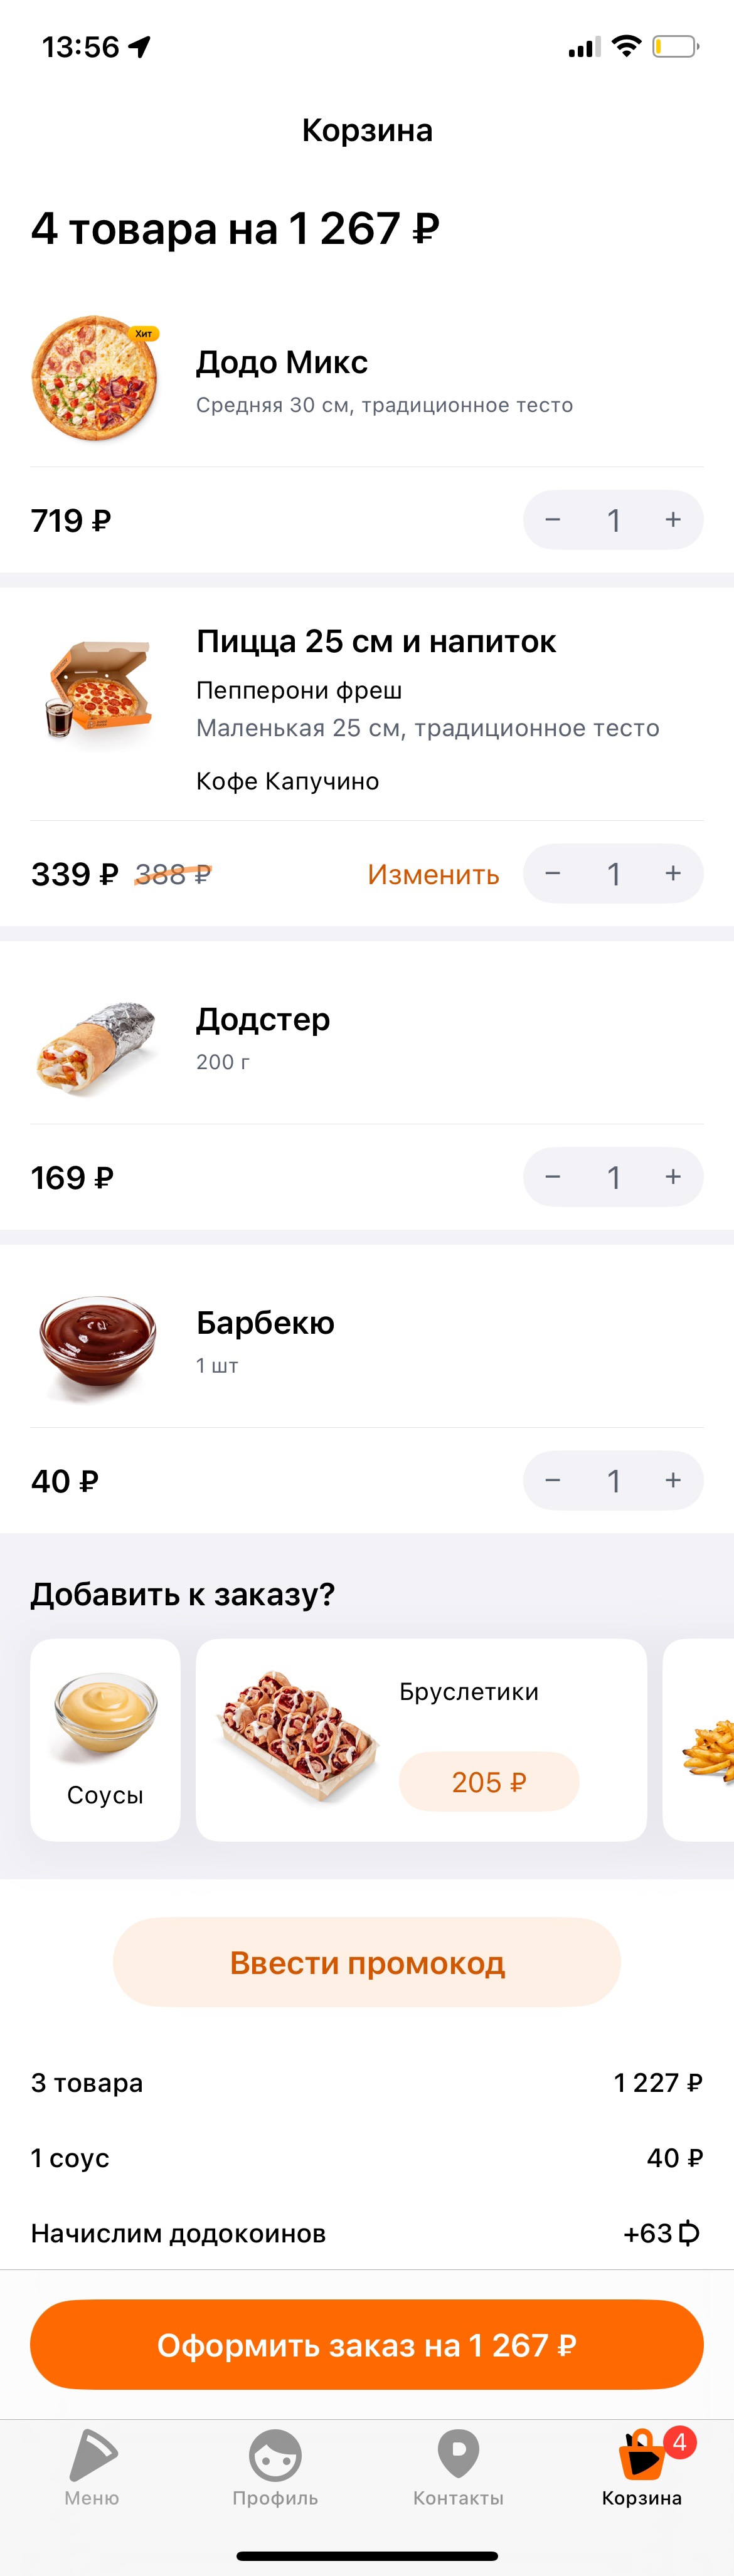 13:56
Корзина
4 товара на 1 267 ₽
Хит
Додо Микс
Средняя 30 см, традиционное тесто
719 ₽
− 1 +
Пицца 25 см и напиток
Пепперони фреш
Маленькая 25 см, традиционное тесто
Кофе Капучино
339 ₽ 388 ₽ Изменить − 1 +
Додстер
200 г
169 ₽
− 1 +
Барбекю
1 шт
40 ₽
− 1 +
Добавить к заказу?
Соусы
Бруслетики
205 ₽
Ввести промокод
3 товара 1 227 ₽
1 соус 40 ₽
Начислим додокоинов +63
Оформить заказ на 1 267 ₽
4
Меню Профиль Контакты Корзина